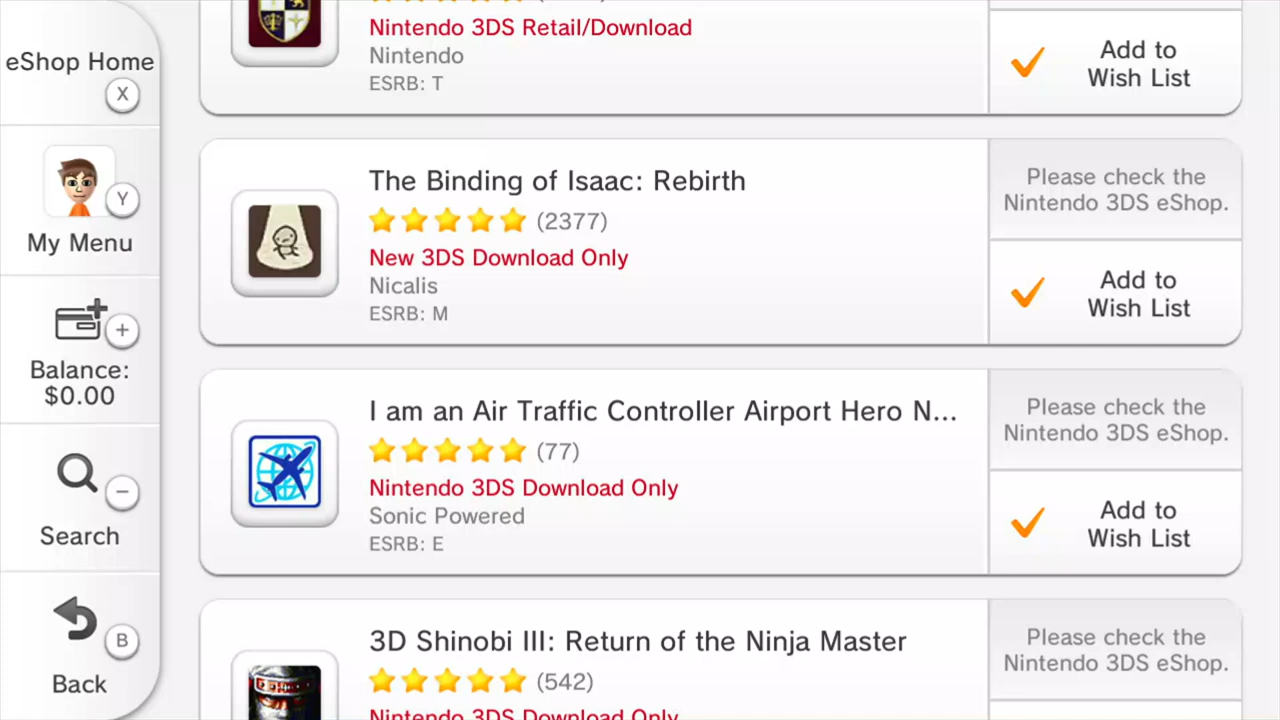 eShop Home
X
Y
My Menu
+
Balance:
$0.00
−
Search
B
Back
Nintendo 3DS Retail/Download
Nintendo
ESRB: T
Add to
Wish List
The Binding of Isaac: Rebirth
(2377)
New 3DS Download Only
Nicalis
ESRB: M
Please check the
Nintendo 3DS eShop.
Add to
Wish List
I am an Air Traffic Controller Airport Hero N...
(77)
Nintendo 3DS Download Only
Sonic Powered
ESRB: E
Please check the
Nintendo 3DS eShop.
Add to
Wish List
3D Shinobi III: Return of the Ninja Master
(542)
Nintendo 3DS Download Only
Please check the
Nintendo 3DS eShop.